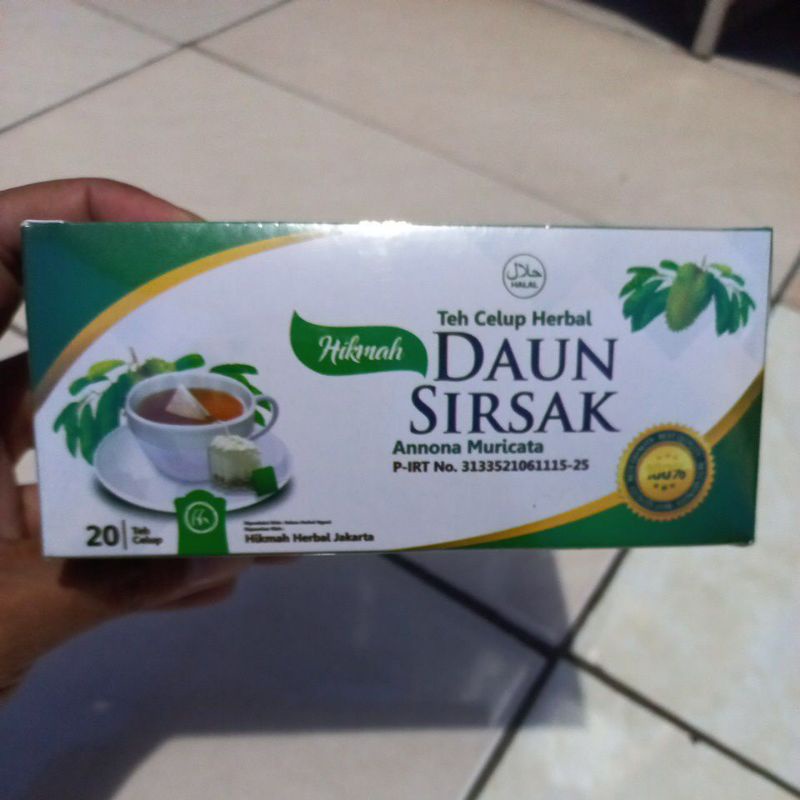 حلال
HALAL
Teh Celup Herbal
Hikmah
DAUN
SIRSAK
Annona Muricata
P-IRT No. 3133521061115-25
20
Teh
Celup
Hikmah Herbal Jakarta